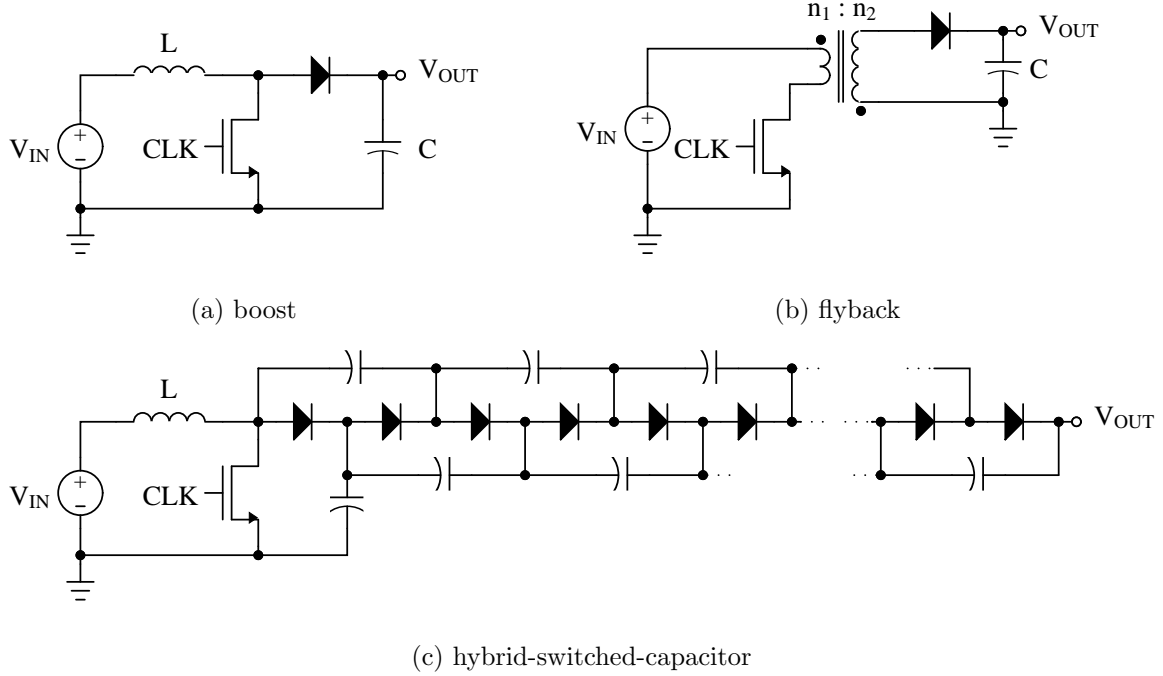 L
V_OUT
V_IN
+
−
CLK
C
(a) boost
n₁ : n₂
V_OUT
V_IN
+
−
CLK
C
(b) flyback
L
V_OUT
V_IN
+
−
CLK
(c) hybrid-switched-capacitor